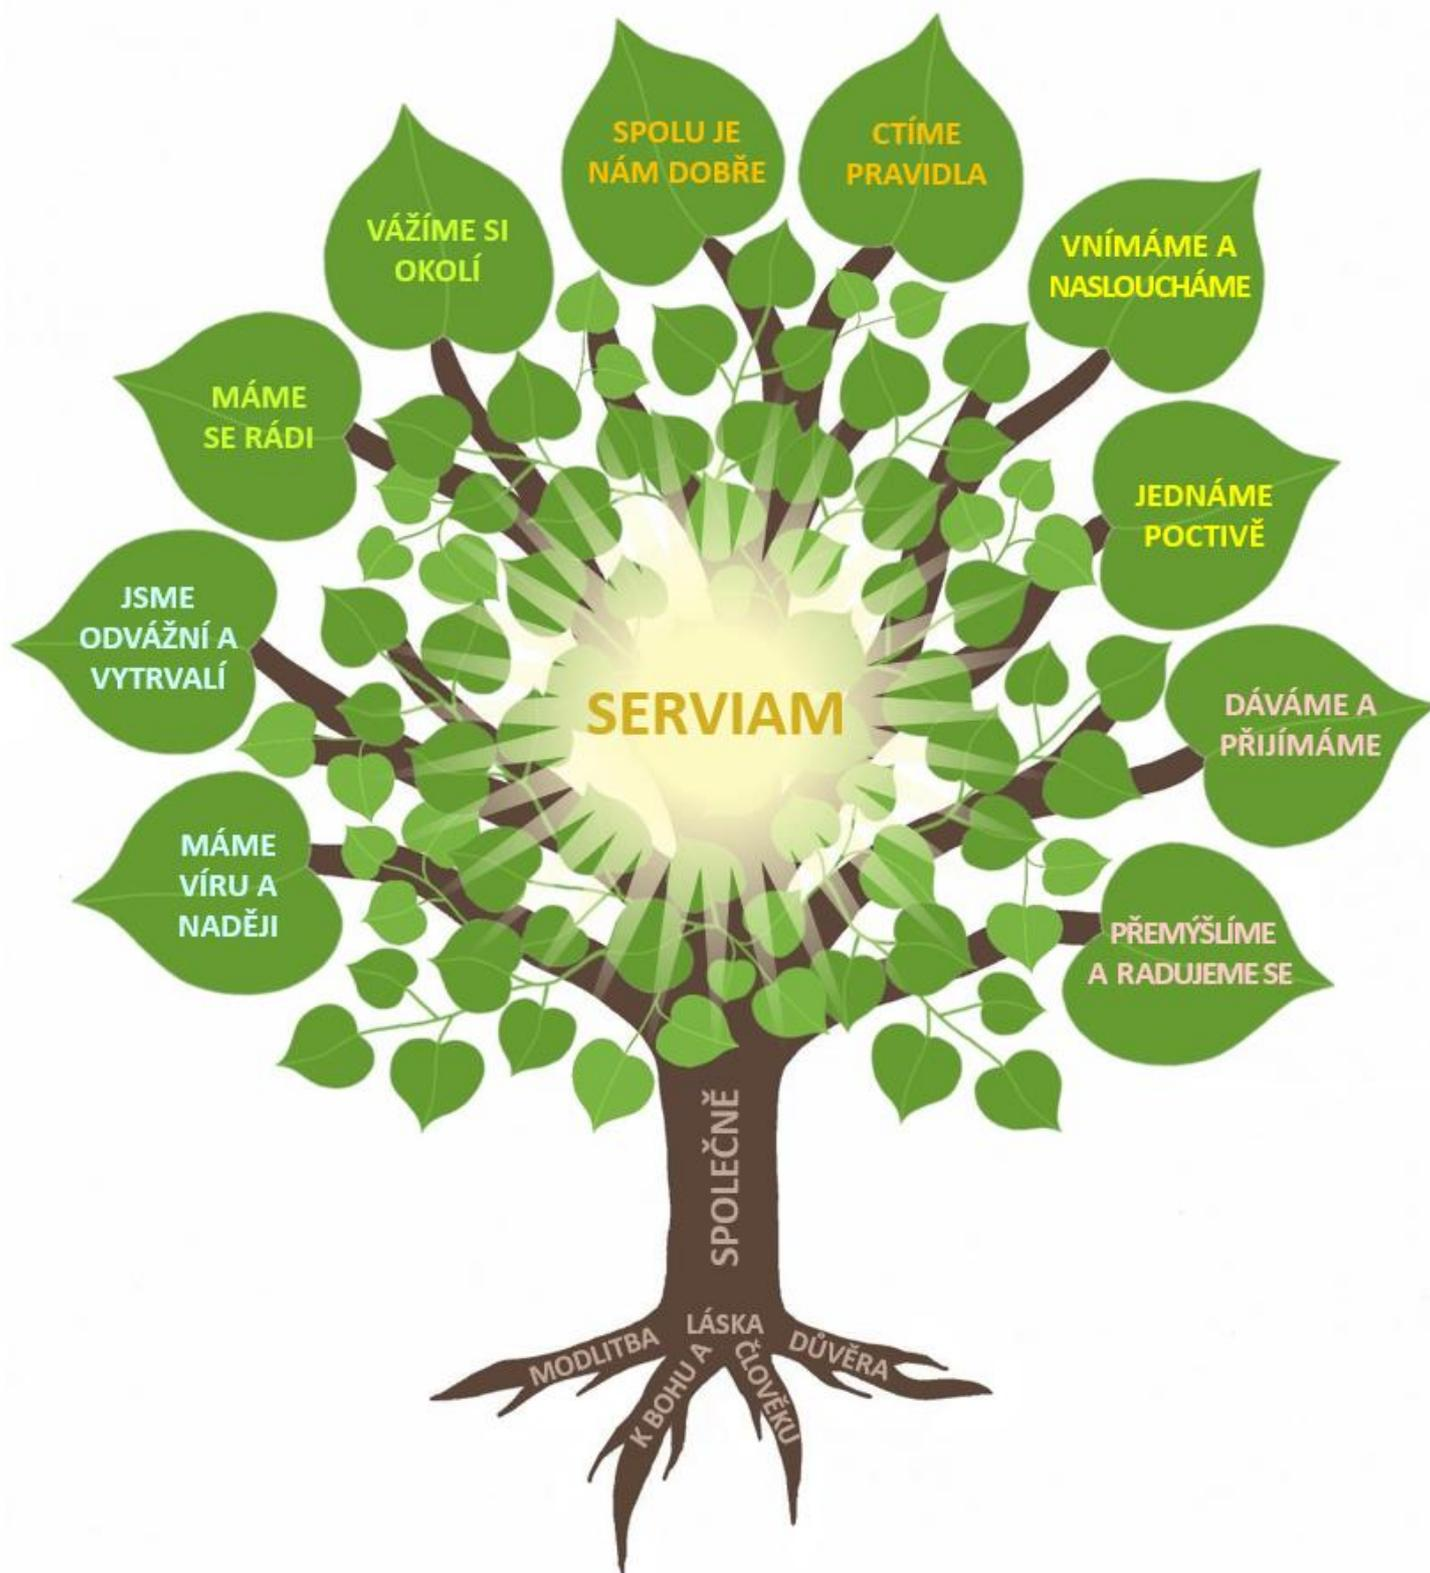 SPOLU JE
NÁM DOBŘE
CTÍME
PRAVIDLA
VÁŽÍME SI
OKOLÍ
VNÍMÁME A
NASLOUCHÁME
MÁME
SE RÁDI
JEDNÁME
POCTIVĚ
JSME
ODVÁŽNÍ A
VYTRVALÍ
SERVIAM
DÁVÁME A
PŘIJÍMÁME
MÁME
VÍRU A
NADĚJI
PŘEMÝŠLÍME
A RADUJEME SE
SPOLEČNĚ
MODLITBA
LÁSKA
K BOHU A
ČLOVĚKU
DŮVĚRA